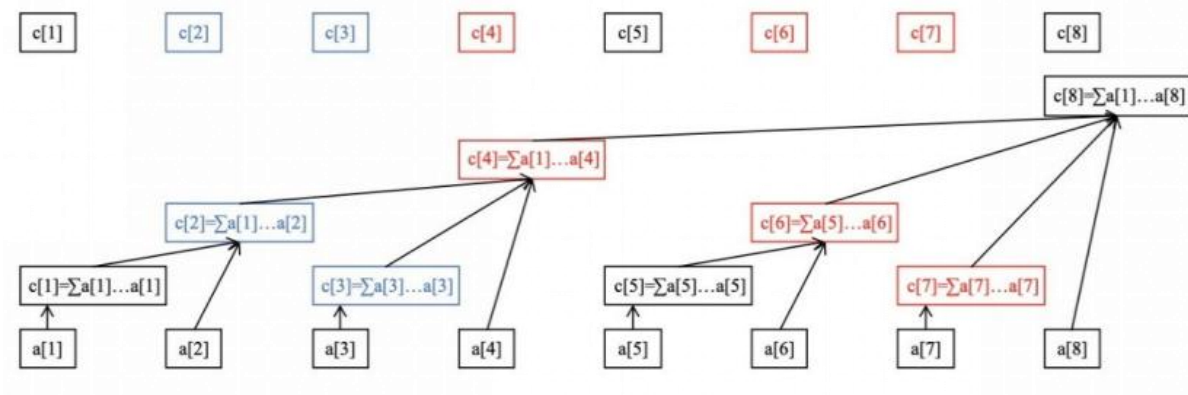 c[1] c[2] c[3] c[4] c[5] c[6] c[7] c[8]
c[8]=∑a[1]…a[8]
c[4]=∑a[1]…a[4]
c[2]=∑a[1]…a[2] c[6]=∑a[5]…a[6]
c[1]=∑a[1]…a[1] c[3]=∑a[3]…a[3] c[5]=∑a[5]…a[5] c[7]=∑a[7]…a[7]
a[1] a[2] a[3] a[4] a[5] a[6] a[7] a[8]